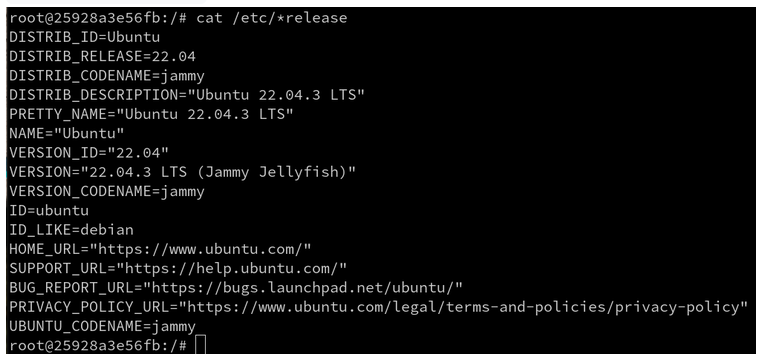 root@25928a3e56fb:/# cat /etc/*release
DISTRIB_ID=Ubuntu
DISTRIB_RELEASE=22.04
DISTRIB_CODENAME=jammy
DISTRIB_DESCRIPTION="Ubuntu 22.04.3 LTS"
PRETTY_NAME="Ubuntu 22.04.3 LTS"
NAME="Ubuntu"
VERSION_ID="22.04"
VERSION="22.04.3 LTS (Jammy Jellyfish)"
VERSION_CODENAME=jammy
ID=ubuntu
ID_LIKE=debian
HOME_URL="https://www.ubuntu.com/"
SUPPORT_URL="https://help.ubuntu.com/"
BUG_REPORT_URL="https://bugs.launchpad.net/ubuntu/"
PRIVACY_POLICY_URL="https://www.ubuntu.com/legal/terms-and-policies/privacy-policy"
UBUNTU_CODENAME=jammy
root@25928a3e56fb:/#